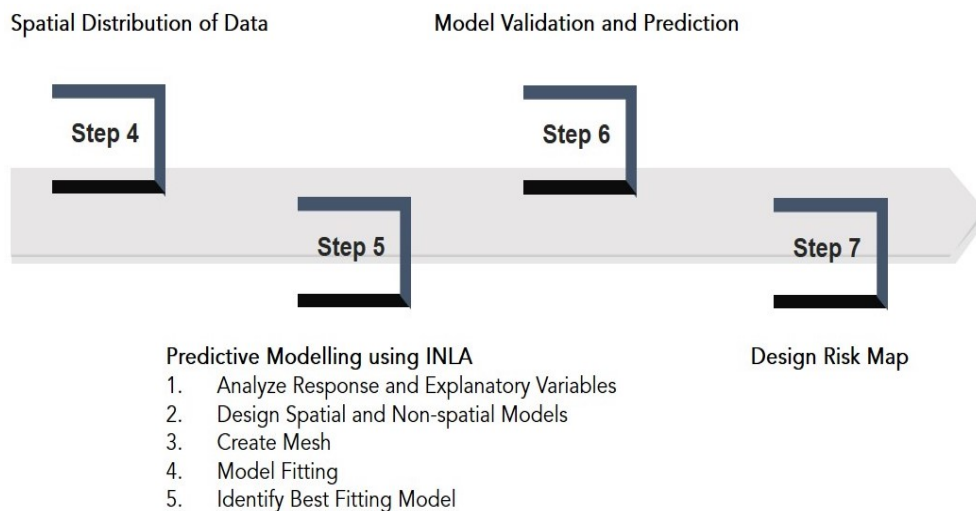 Spatial Distribution of Data
Model Validation and Prediction
Step 4
Step 6
Step 5
Step 7
Predictive Modelling using INLA
1. Analyze Response and Explanatory Variables
2. Design Spatial and Non-spatial Models
3. Create Mesh
4. Model Fitting
5. Identify Best Fitting Model
Design Risk Map